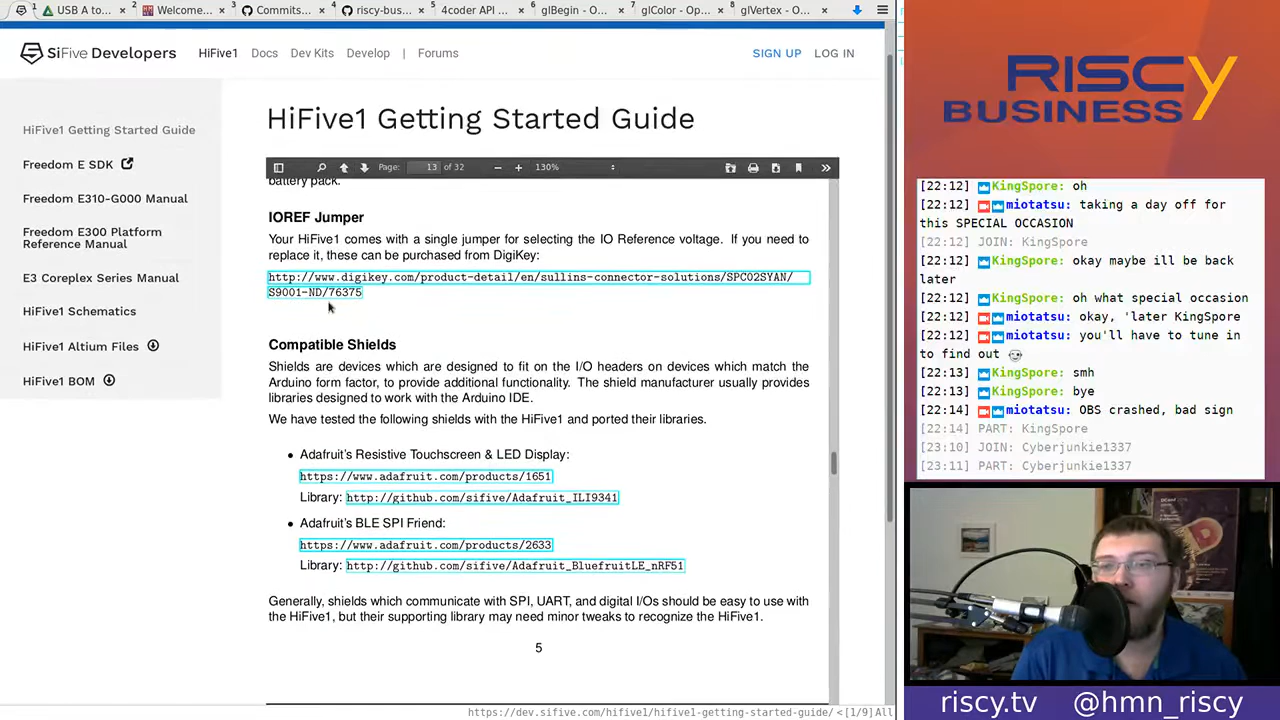 USB A to...
Welcome...
Commits...
riscy-bus...
4coder API ...
glBegin - O...
glColor - Op...
glVertex - O...
SiFive Developers
HiFive1
Docs
Dev Kits
Develop
|
Forums
SIGN UP
LOG IN
HiFive1 Getting Started Guide
Freedom E SDK
Freedom E310-G000 Manual
Freedom E300 Platform
Reference Manual
E3 Coreplex Series Manual
HiFive1 Schematics
HiFive1 Altium Files
HiFive1 BOM
HiFive1 Getting Started Guide
Page: 13 of 32
130%
battery pack.
IOREF Jumper
Your HiFive1 comes with a single jumper for selecting the IO Reference voltage. If you need to
replace it, these can be purchased from DigiKey:
http://www.digikey.com/product-detail/en/sullins-connector-solutions/SPC02SYAN/
S9001-ND/76375
Compatible Shields
Shields are devices which are designed to fit on the I/O headers on devices which match the
Arduino form factor, to provide additional functionality. The shield manufacturer usually provides
libraries designed to work with the Arduino IDE.
We have tested the following shields with the HiFive1 and ported their libraries.
• Adafruit's Resistive Touchscreen & LED Display:
https://www.adafruit.com/products/1651
Library: http://github.com/sifive/Adafruit_ILI9341
• Adafruit's BLE SPI Friend:
https://www.adafruit.com/products/2633
Library: http://github.com/sifive/Adafruit_BluefruitLE_nRF51
Generally, shields which communicate with SPI, UART, and digital I/Os should be easy to use with
the HiFive1, but their supporting library may need minor tweaks to recognize the HiFive1.
5
https://dev.sifive.com/hifive1/hifive1-getting-started-guide/ <[1/9]All
RISCY
BUSINESS
[22:12] KingSpore: oh
[22:12] miotatsu: taking a day off for
this SPECIAL OCCASION
[22:12] JOIN: KingSpore
[22:12] KingSpore: okay maybe ill be back
later
[22:12] KingSpore: oh what special occasion
[22:12] miotatsu: okay, 'later KingSpore
[22:12] miotatsu: you'll have to tune in
to find out
[22:13] KingSpore: smh
[22:13] KingSpore: bye
[22:14] miotatsu: OBS crashed, bad sign
[22:14] PART: KingSpore
[23:10] JOIN: Cyberjunkie1337
[23:11] PART: Cyberjunkie1337
riscy.tv @hmn_riscy